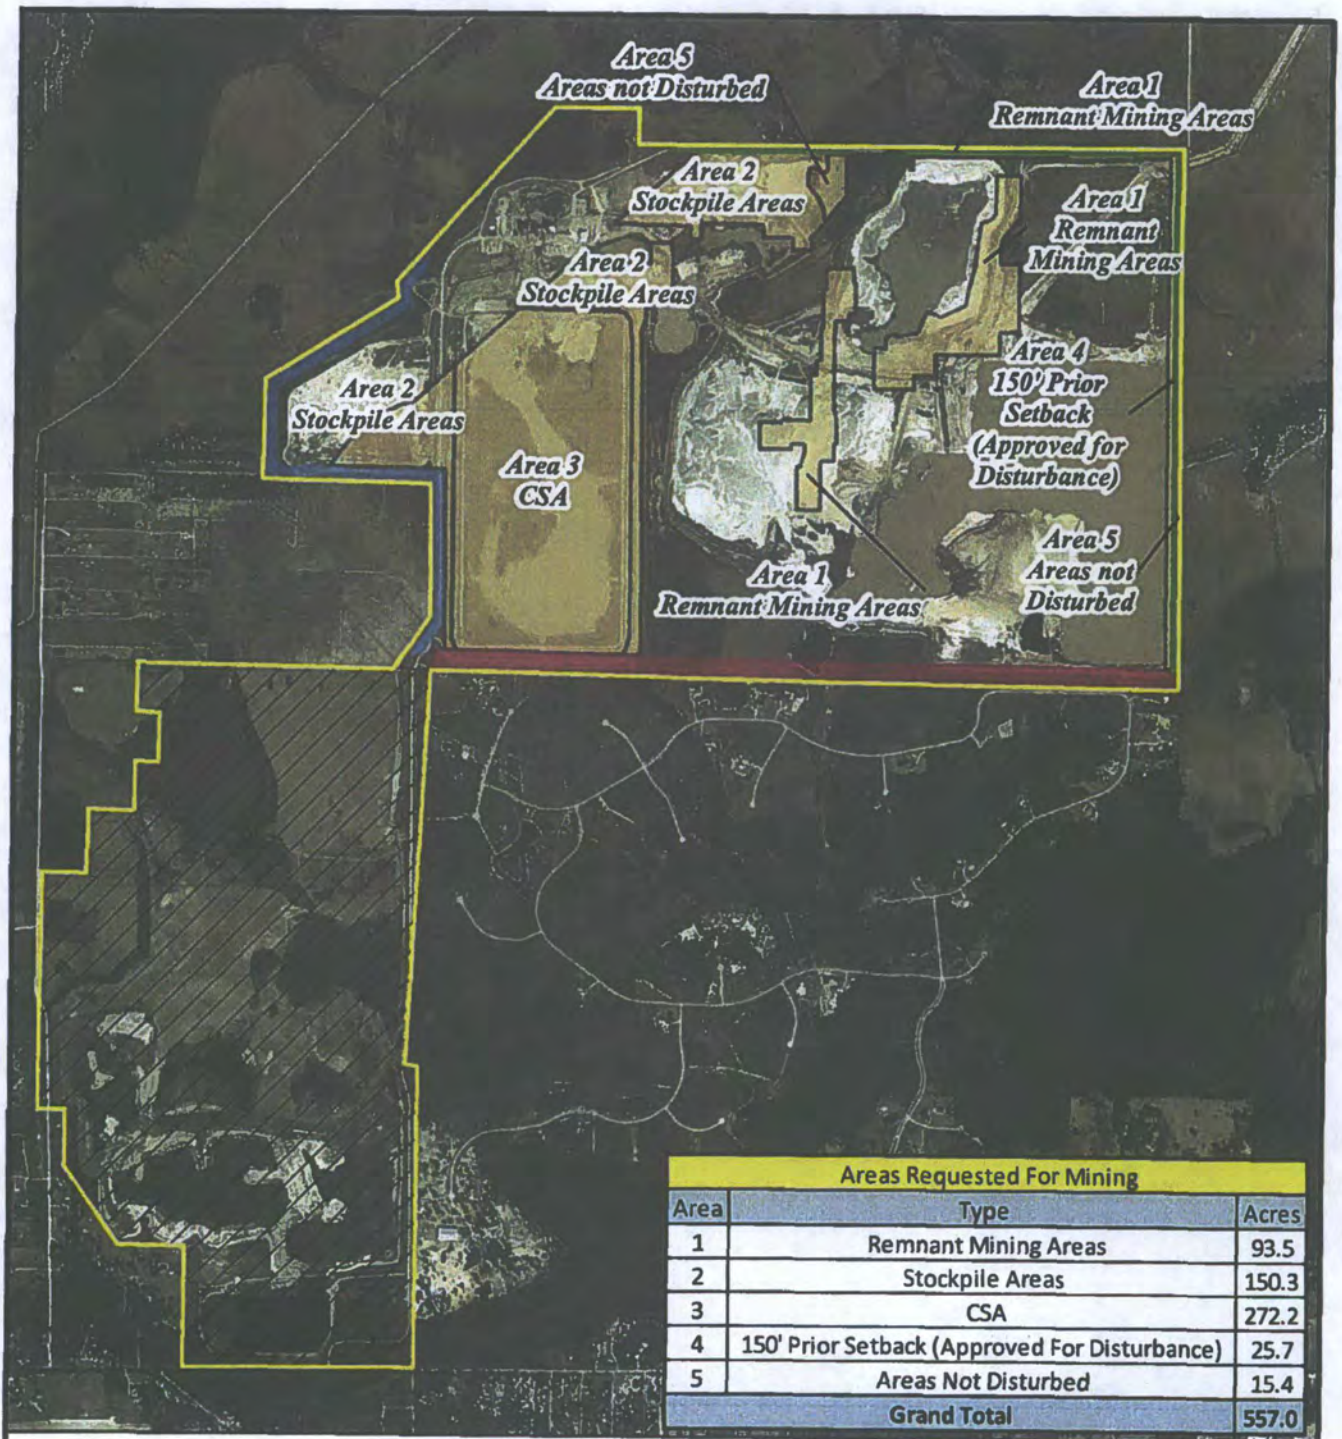 Area 5
Areas not Disturbed
Area 1
Remnant Mining Areas
Area 2
Stockpile Areas
Area 1
Remnant
Mining Areas
Area 2
Stockpile Areas
Area 4
150' Prior
Setback
(Approved for
Disturbance)
Area 2
Stockpile Areas
Area 3
CSA
Area 5
Areas not
Disturbed
Area 1
Remnant Mining Areas
Areas Requested For Mining
Area Type Acres
1 Remnant Mining Areas 93.5
2 Stockpile Areas 150.3
3 CSA 272.2
4 150' Prior Setback (Approved For Disturbance) 25.7
5 Areas Not Disturbed 15.4
Grand Total 557.0